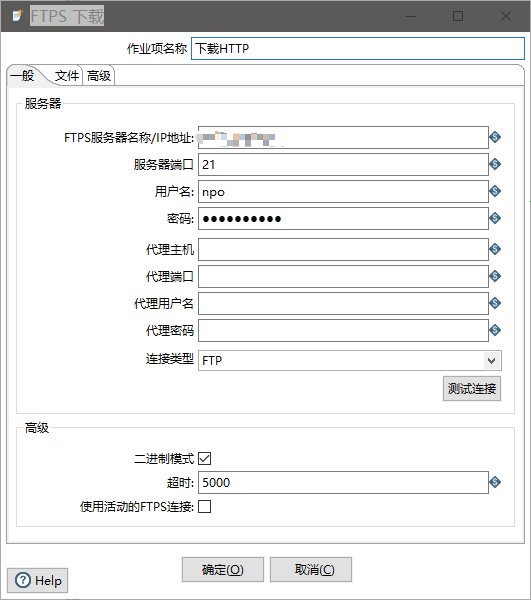 FTPS 下载
作业项名称 下载HTTP
一般 文件 高级
服务器
FTPS服务器名称/IP地址:
服务器端口 21
用户名: npo
密码: ●●●●●●●●●●
代理主机
代理端口
代理用户名
代理密码
连接类型 FTP
测试连接
高级
二进制模式
超时: 5000
使用活动的FTPS连接:
Help 确定(O) 取消(C)